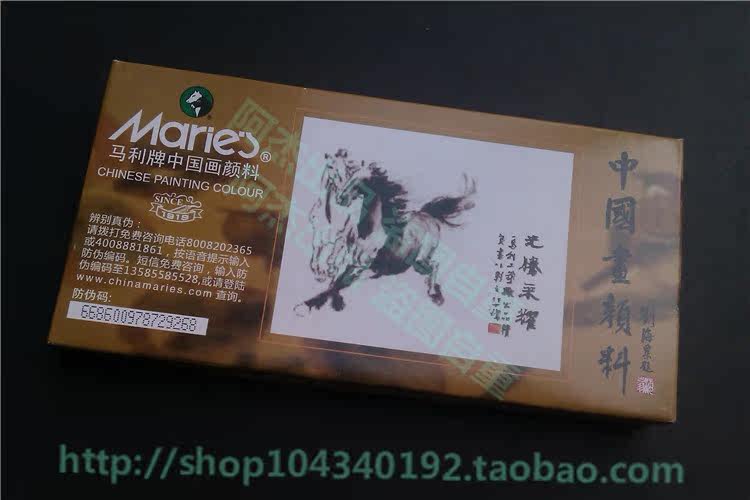 Marie's®
马利牌中国画颜料
CHINESE PAINTING COLOUR
SINCE
1919
辨别真伪：
请拨打免费咨询电话8008202365
或4008881861，按语音提示输入
防伪编码。短信免费咨询，输入防
伪编码至13585585528，或请登陆
www.chinamaries.com 查询。
防伪码：
668600978729268
中國畫顏料
http://shop104340192.taobao.com